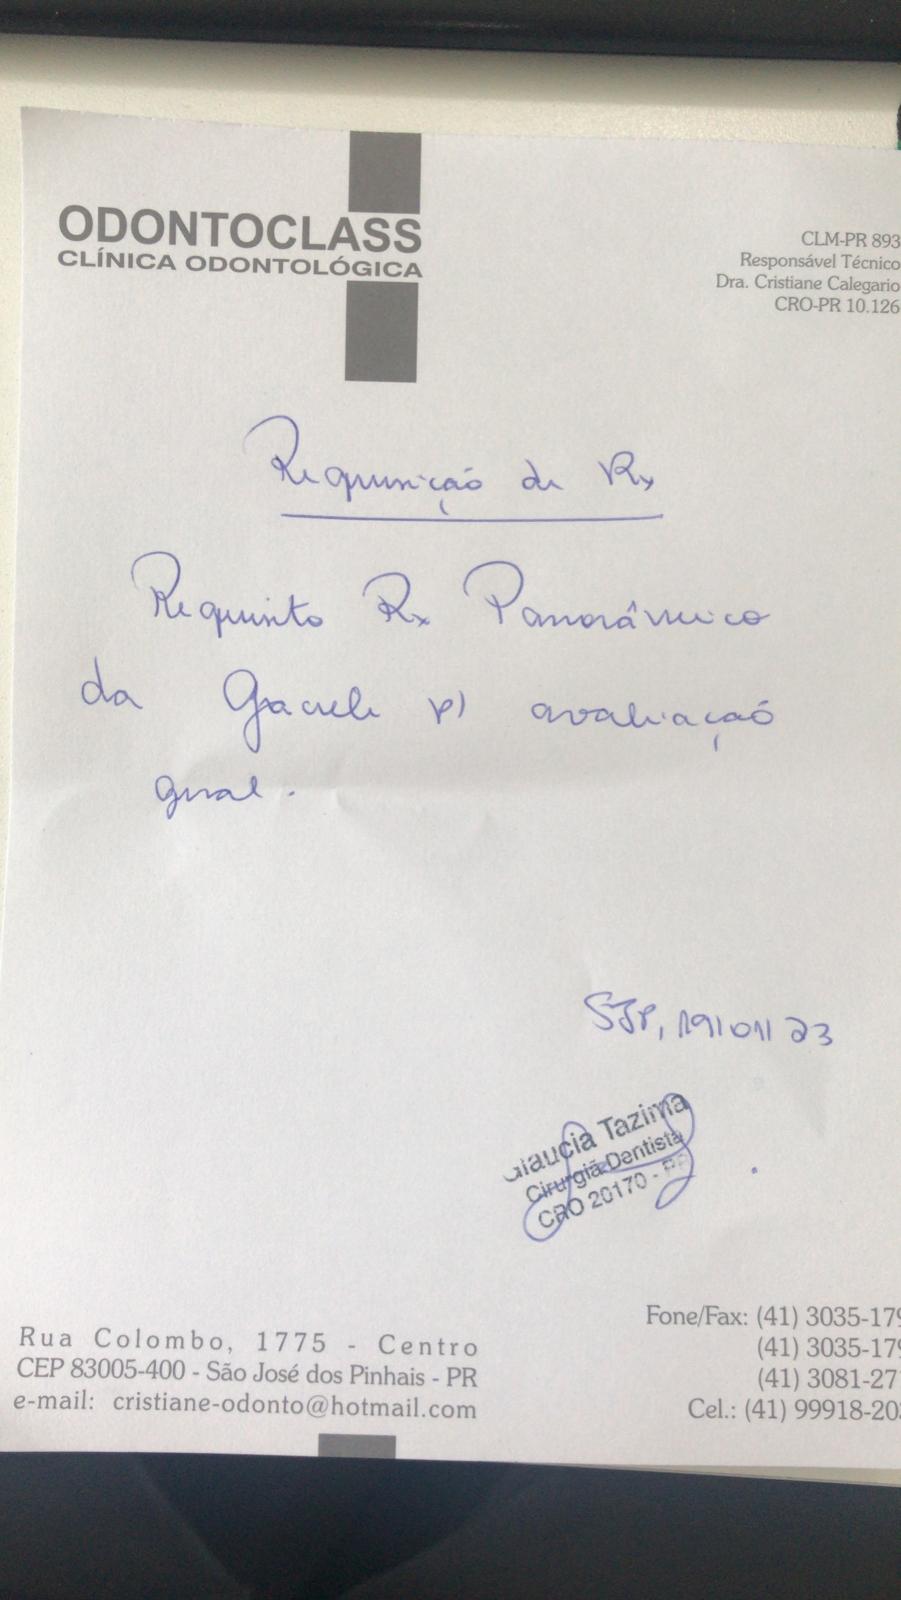 ODONTOCLASS
CLÍNICA ODONTOLÓGICA
CLM-PR 893
Responsável Técnico
Dra. Cristiane Calegario
CRO-PR 10.126
Requisição de Rx
Requisito Rx Panorâmico
da p/ avaliação
geral.
SJP, 19/01/23
Glaucia Tazima
Cirurgiã Dentista
CRO 20170 - PR
Rua Colombo, 1775 - Centro
CEP 83005-400 - São José dos Pinhais - PR
e-mail: cristiane-odonto@hotmail.com
Fone/Fax: (41) 3035-179
(41) 3035-179
(41) 3081-27
Cel.: (41) 99918-20